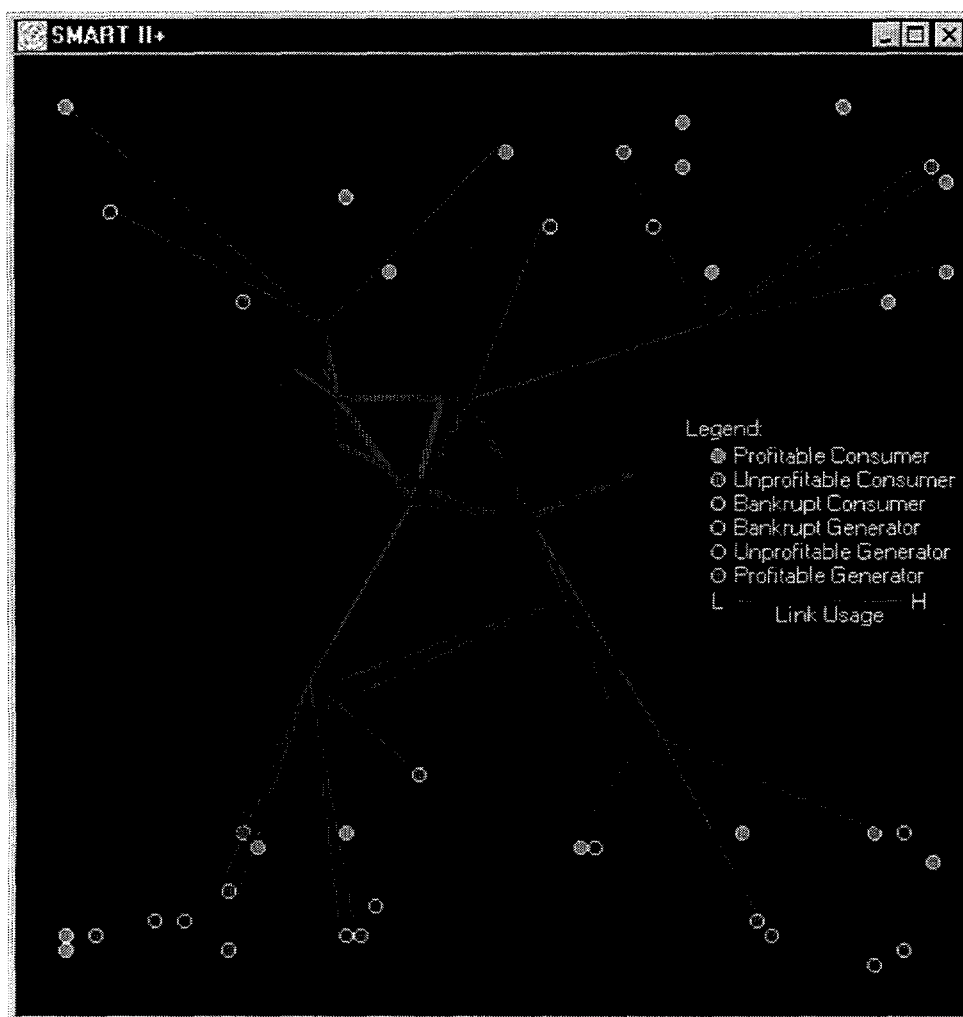 SMART II+
Legend:
Profitable Consumer
Unprofitable Consumer
Bankrupt Consumer
Bankrupt Generator
Unprofitable Generator
Profitable Generator
L H
Link Usage